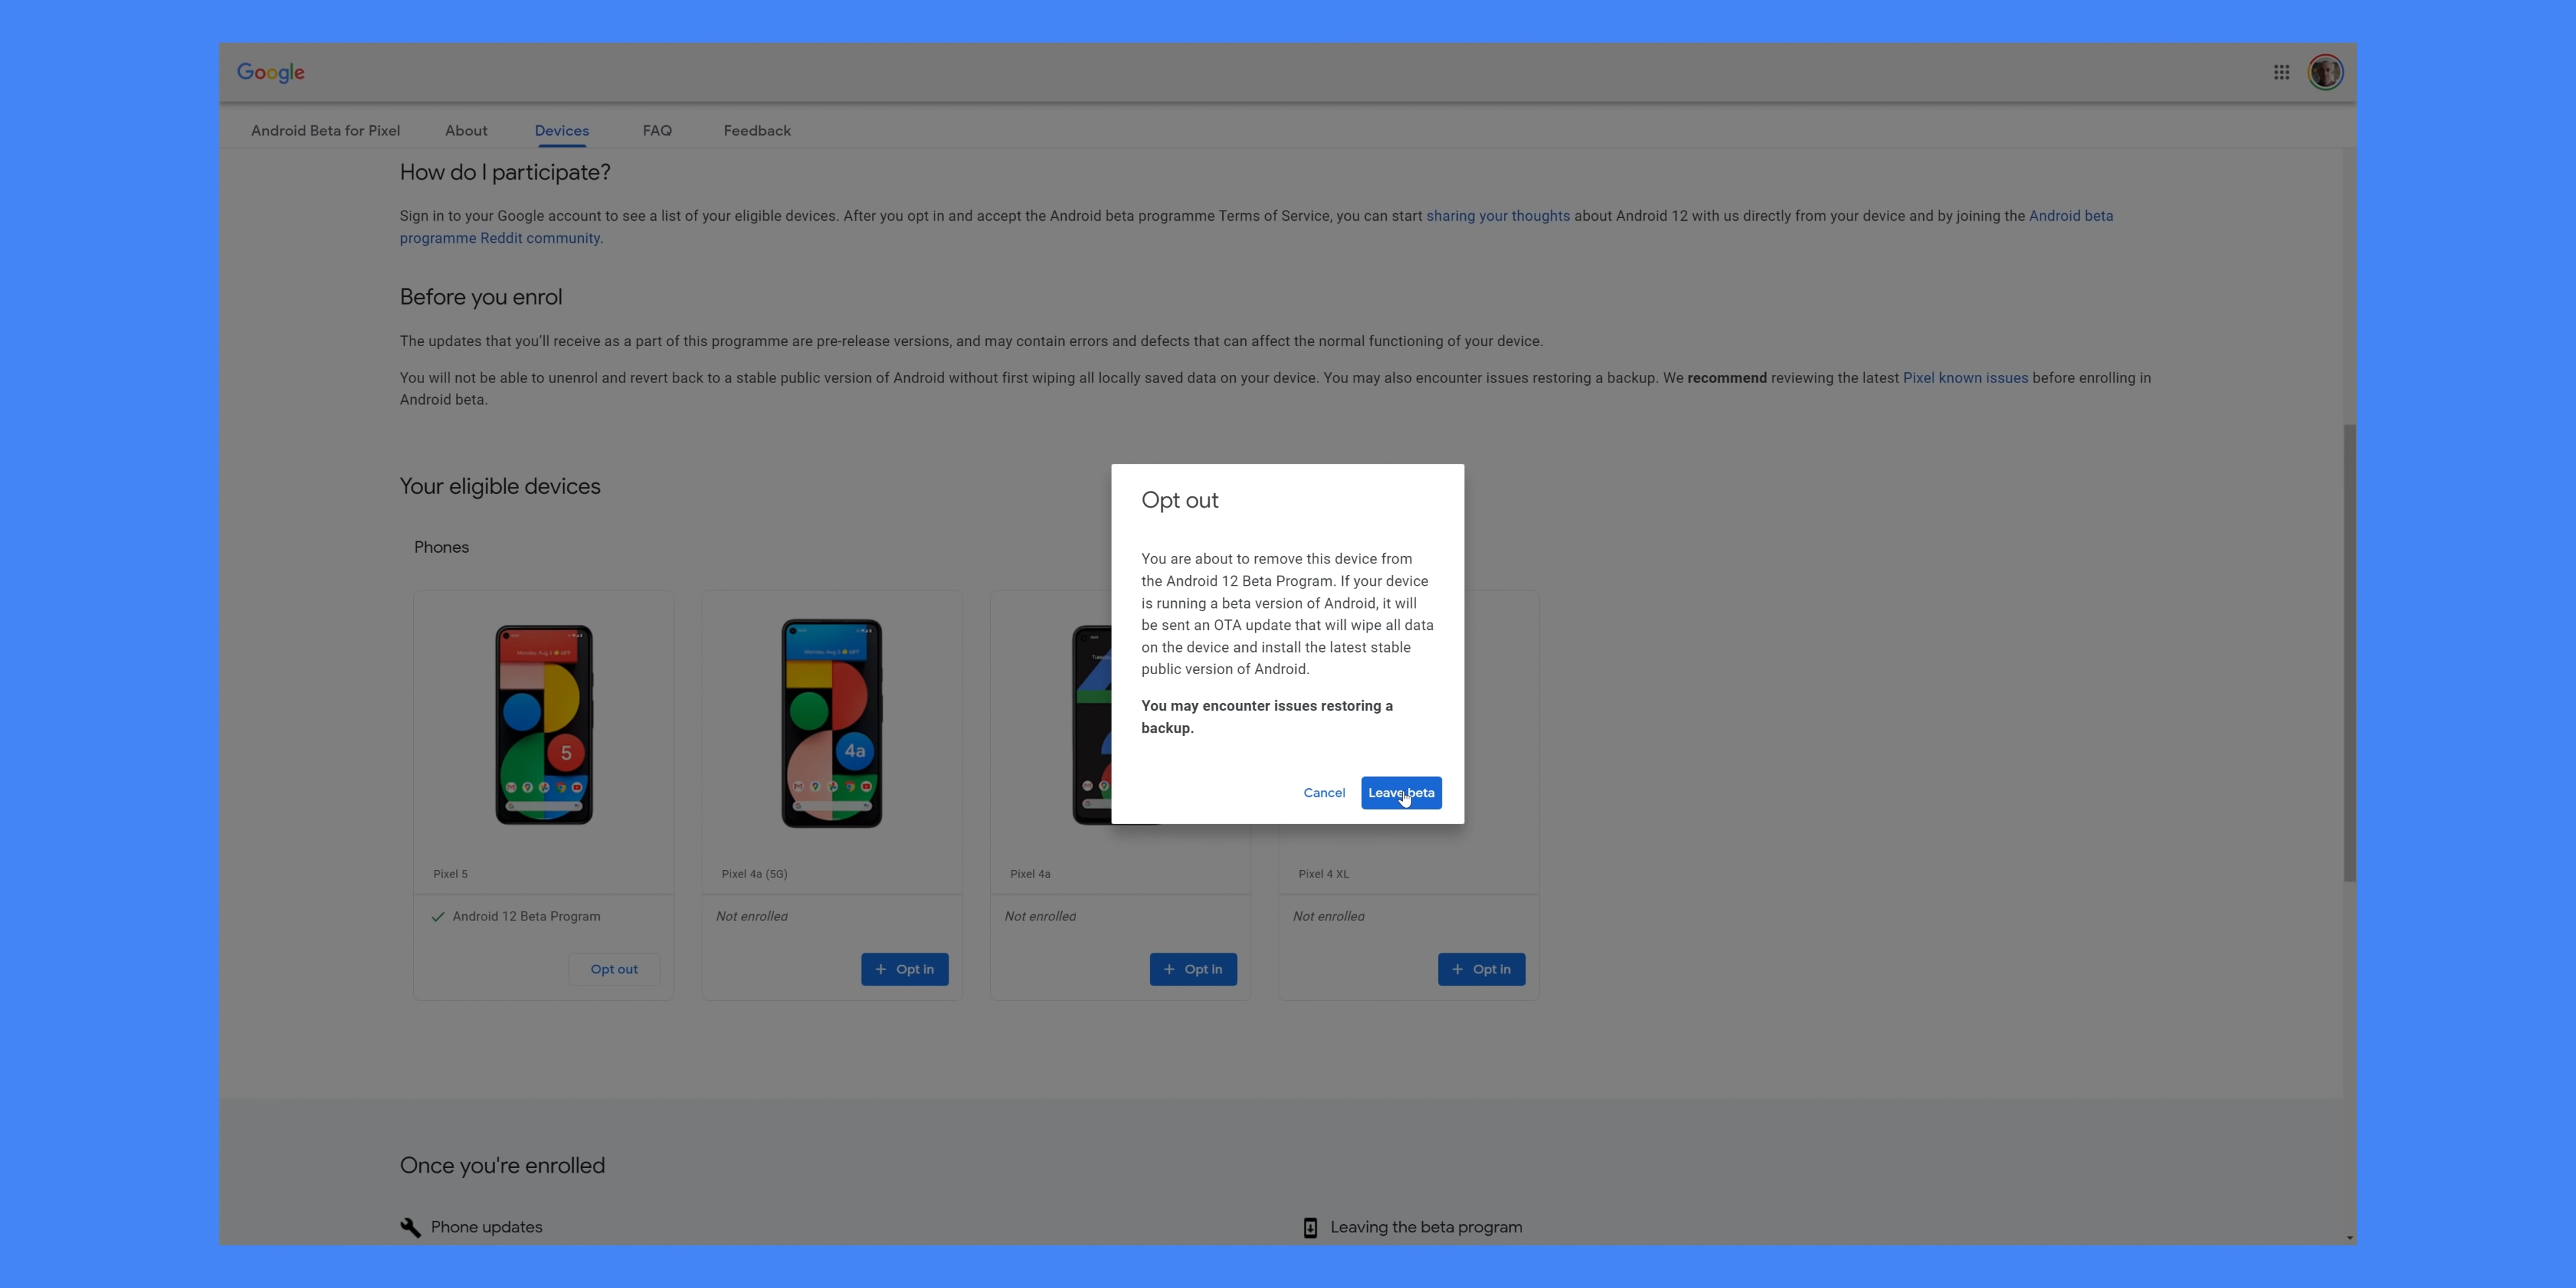 Google
Android Beta for Pixel About Devices FAQ Feedback
How do I participate?
Sign in to your Google account to see a list of your eligible devices. After you opt in and accept the Android beta programme Terms of Service, you can start sharing your thoughts about Android 12 with us directly from your device and by joining the Android beta
programme Reddit community.
Before you enrol
The updates that you'll receive as a part of this programme are pre-release versions, and may contain errors and defects that can affect the normal functioning of your device.
You will not be able to unenrol and revert back to a stable public version of Android without first wiping all locally saved data on your device. You may also encounter issues restoring a backup. We recommend reviewing the latest Pixel known issues before enrolling in
Android beta.
Your eligible devices
Phones
Opt out
You are about to remove this device from
the Android 12 Beta Program. If your device
is running a beta version of Android, it will
be sent an OTA update that will wipe all data
on the device and install the latest stable
public version of Android.
You may encounter issues restoring a
backup.
Cancel Leave beta
5
4a
Pixel 5
Android 12 Beta Program
Opt out
Pixel 4a (5G)
Not enrolled
+ Opt in
Pixel 4a
Not enrolled
+ Opt in
Pixel 4 XL
Not enrolled
+ Opt in
Once you're enrolled
Phone updates
Leaving the beta program